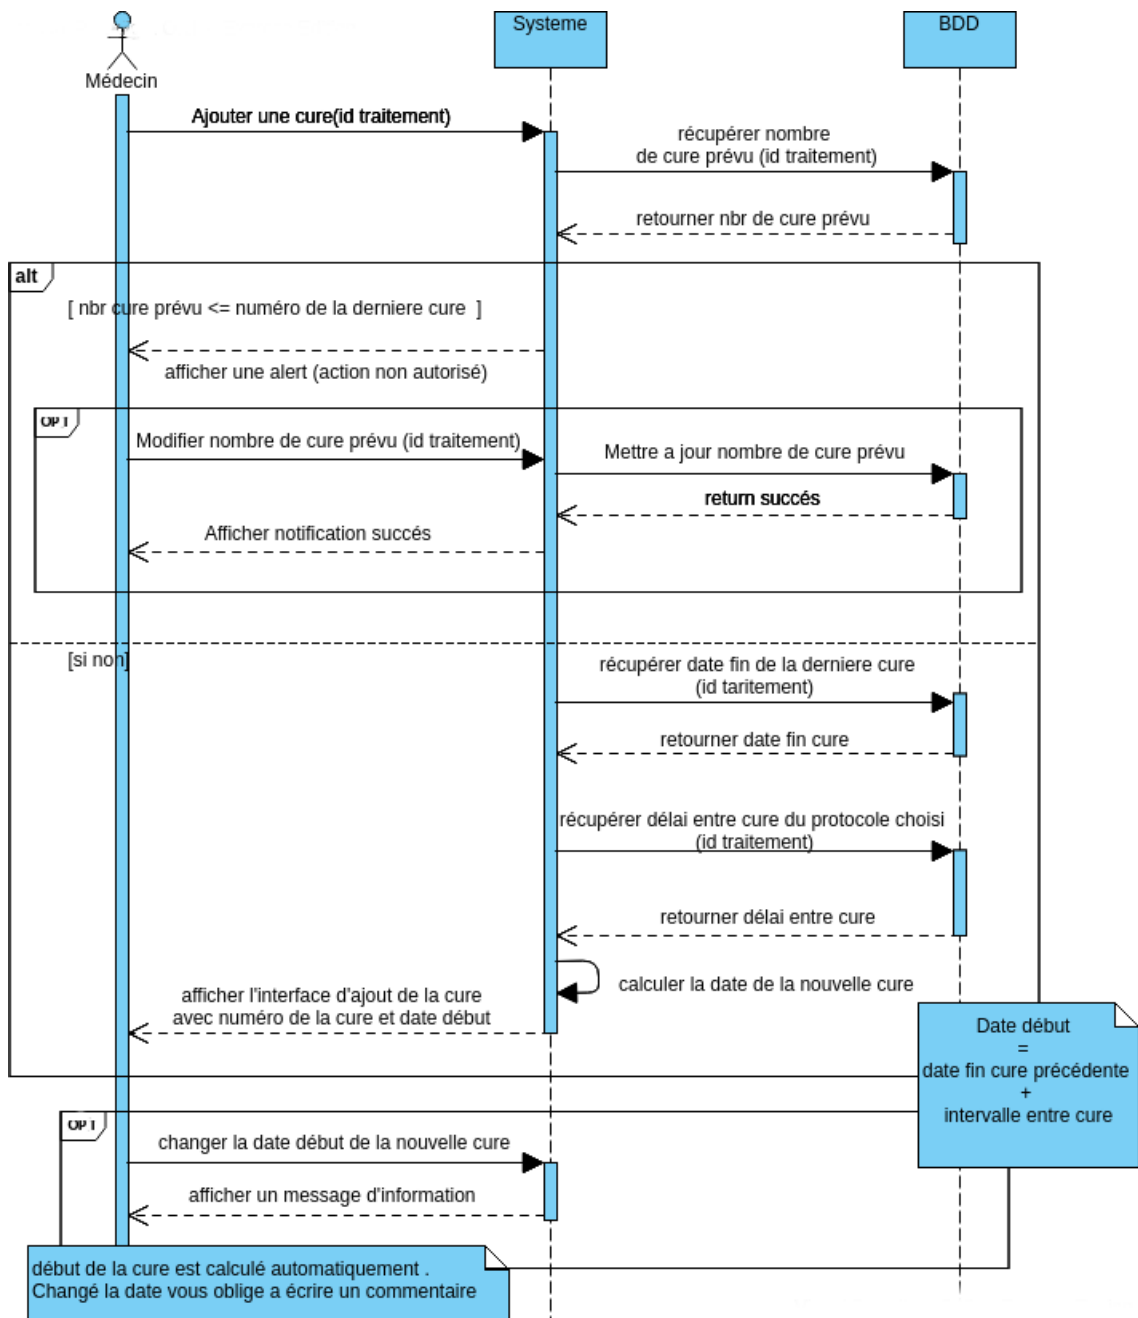 Médecin
Systeme
BDD
Ajouter une cure(id traitement)
récupérer nombre
de cure prévu (id traitement)
retourner nbr de cure prévu
alt
[ nbr cure prévu <= numéro de la derniere cure ]
afficher une alert (action non autorisé)
OPT
Modifier nombre de cure prévu (id traitement)
Mettre a jour nombre de cure prévu
return succés
Afficher notification succés
[si non]
récupérer date fin de la derniere cure
(id taritement)
retourner date fin cure
récupérer délai entre cure du protocole choisi
(id traitement)
retourner délai entre cure
calculer la date de la nouvelle cure
afficher l'interface d'ajout de la cure
avec numéro de la cure et date début
Date début
=
date fin cure précédente
+
intervalle entre cure
OPT
changer la date début de la nouvelle cure
afficher un message d'information
début de la cure est calculé automatiquement .
Changé la date vous oblige a écrire un commentaire